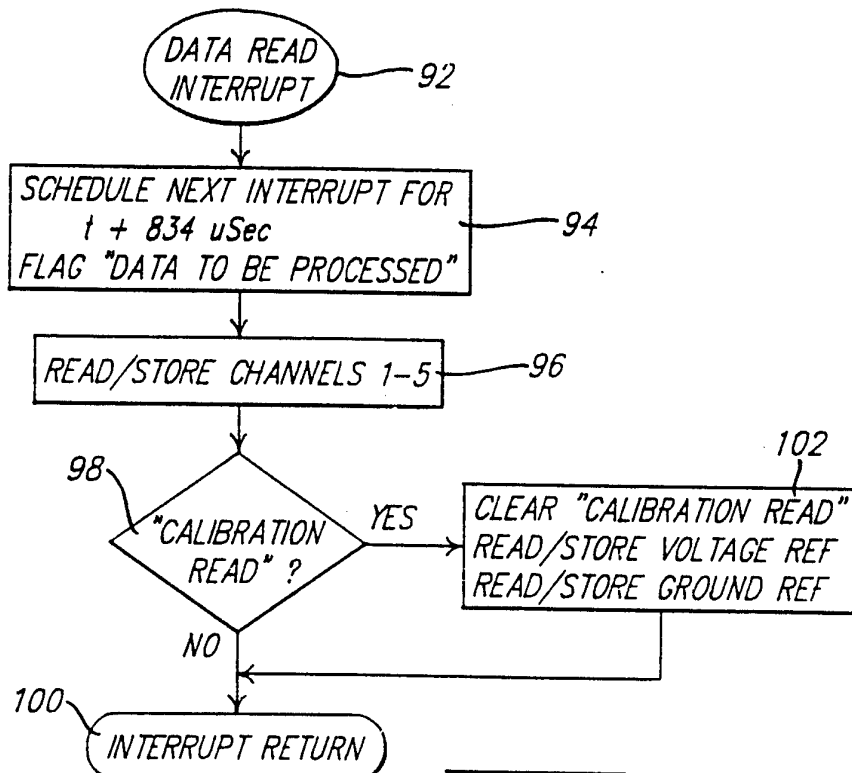 DATA READ
INTERRUPT
92
SCHEDULE NEXT INTERRUPT FOR
t + 834 uSec
FLAG "DATA TO BE PROCESSED"
94
READ/STORE CHANNELS 1-5
96
98
"CALIBRATION
READ" ?
YES
102
CLEAR "CALIBRATION READ"
READ/STORE VOLTAGE REF
READ/STORE GROUND REF
NO
100
INTERRUPT RETURN